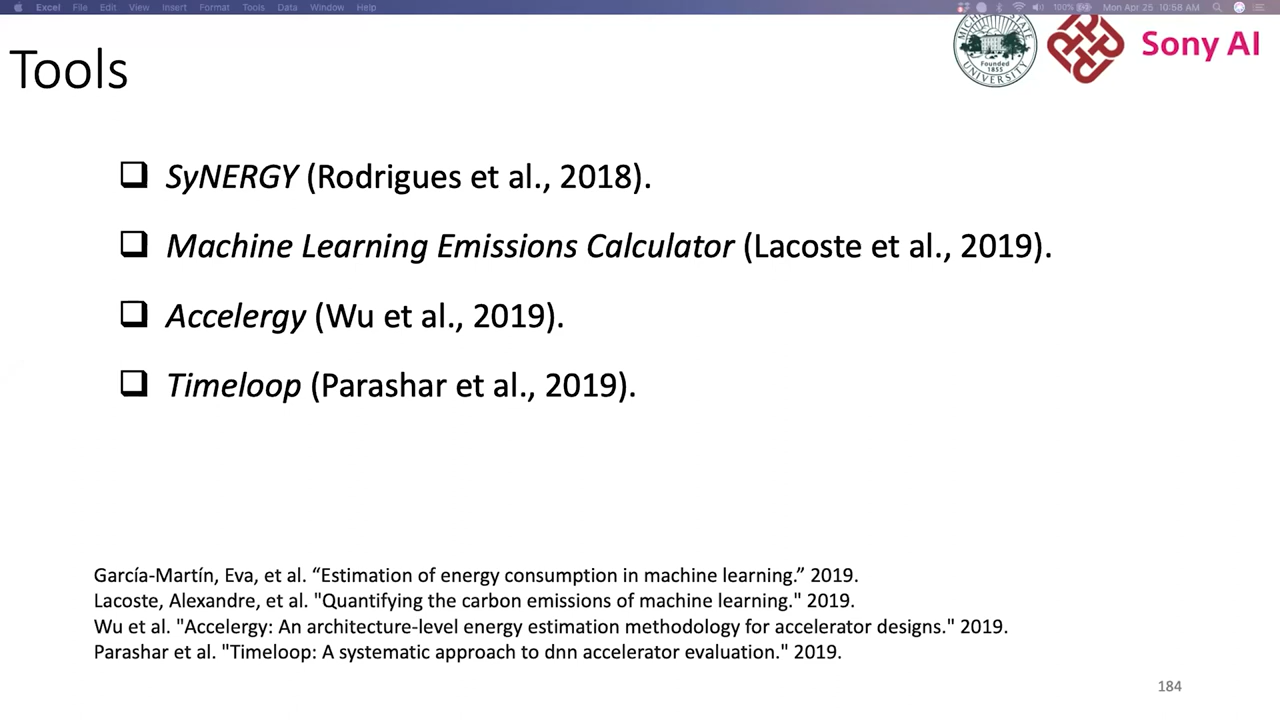 Excel File Edit View Insert Format Tools Data Window Help 100% Mon Apr 25 10:58 AM
Sony AI
Tools
Founded
1855
UNIVERSITY
SyNERGY (Rodrigues et al., 2018).
Machine Learning Emissions Calculator (Lacoste et al., 2019).
Accelergy (Wu et al., 2019).
Timeloop (Parashar et al., 2019).
García-Martín, Eva, et al. “Estimation of energy consumption in machine learning.” 2019.
Lacoste, Alexandre, et al. "Quantifying the carbon emissions of machine learning." 2019.
Wu et al. "Accelergy: An architecture-level energy estimation methodology for accelerator designs." 2019.
Parashar et al. "Timeloop: A systematic approach to dnn accelerator evaluation." 2019.
184